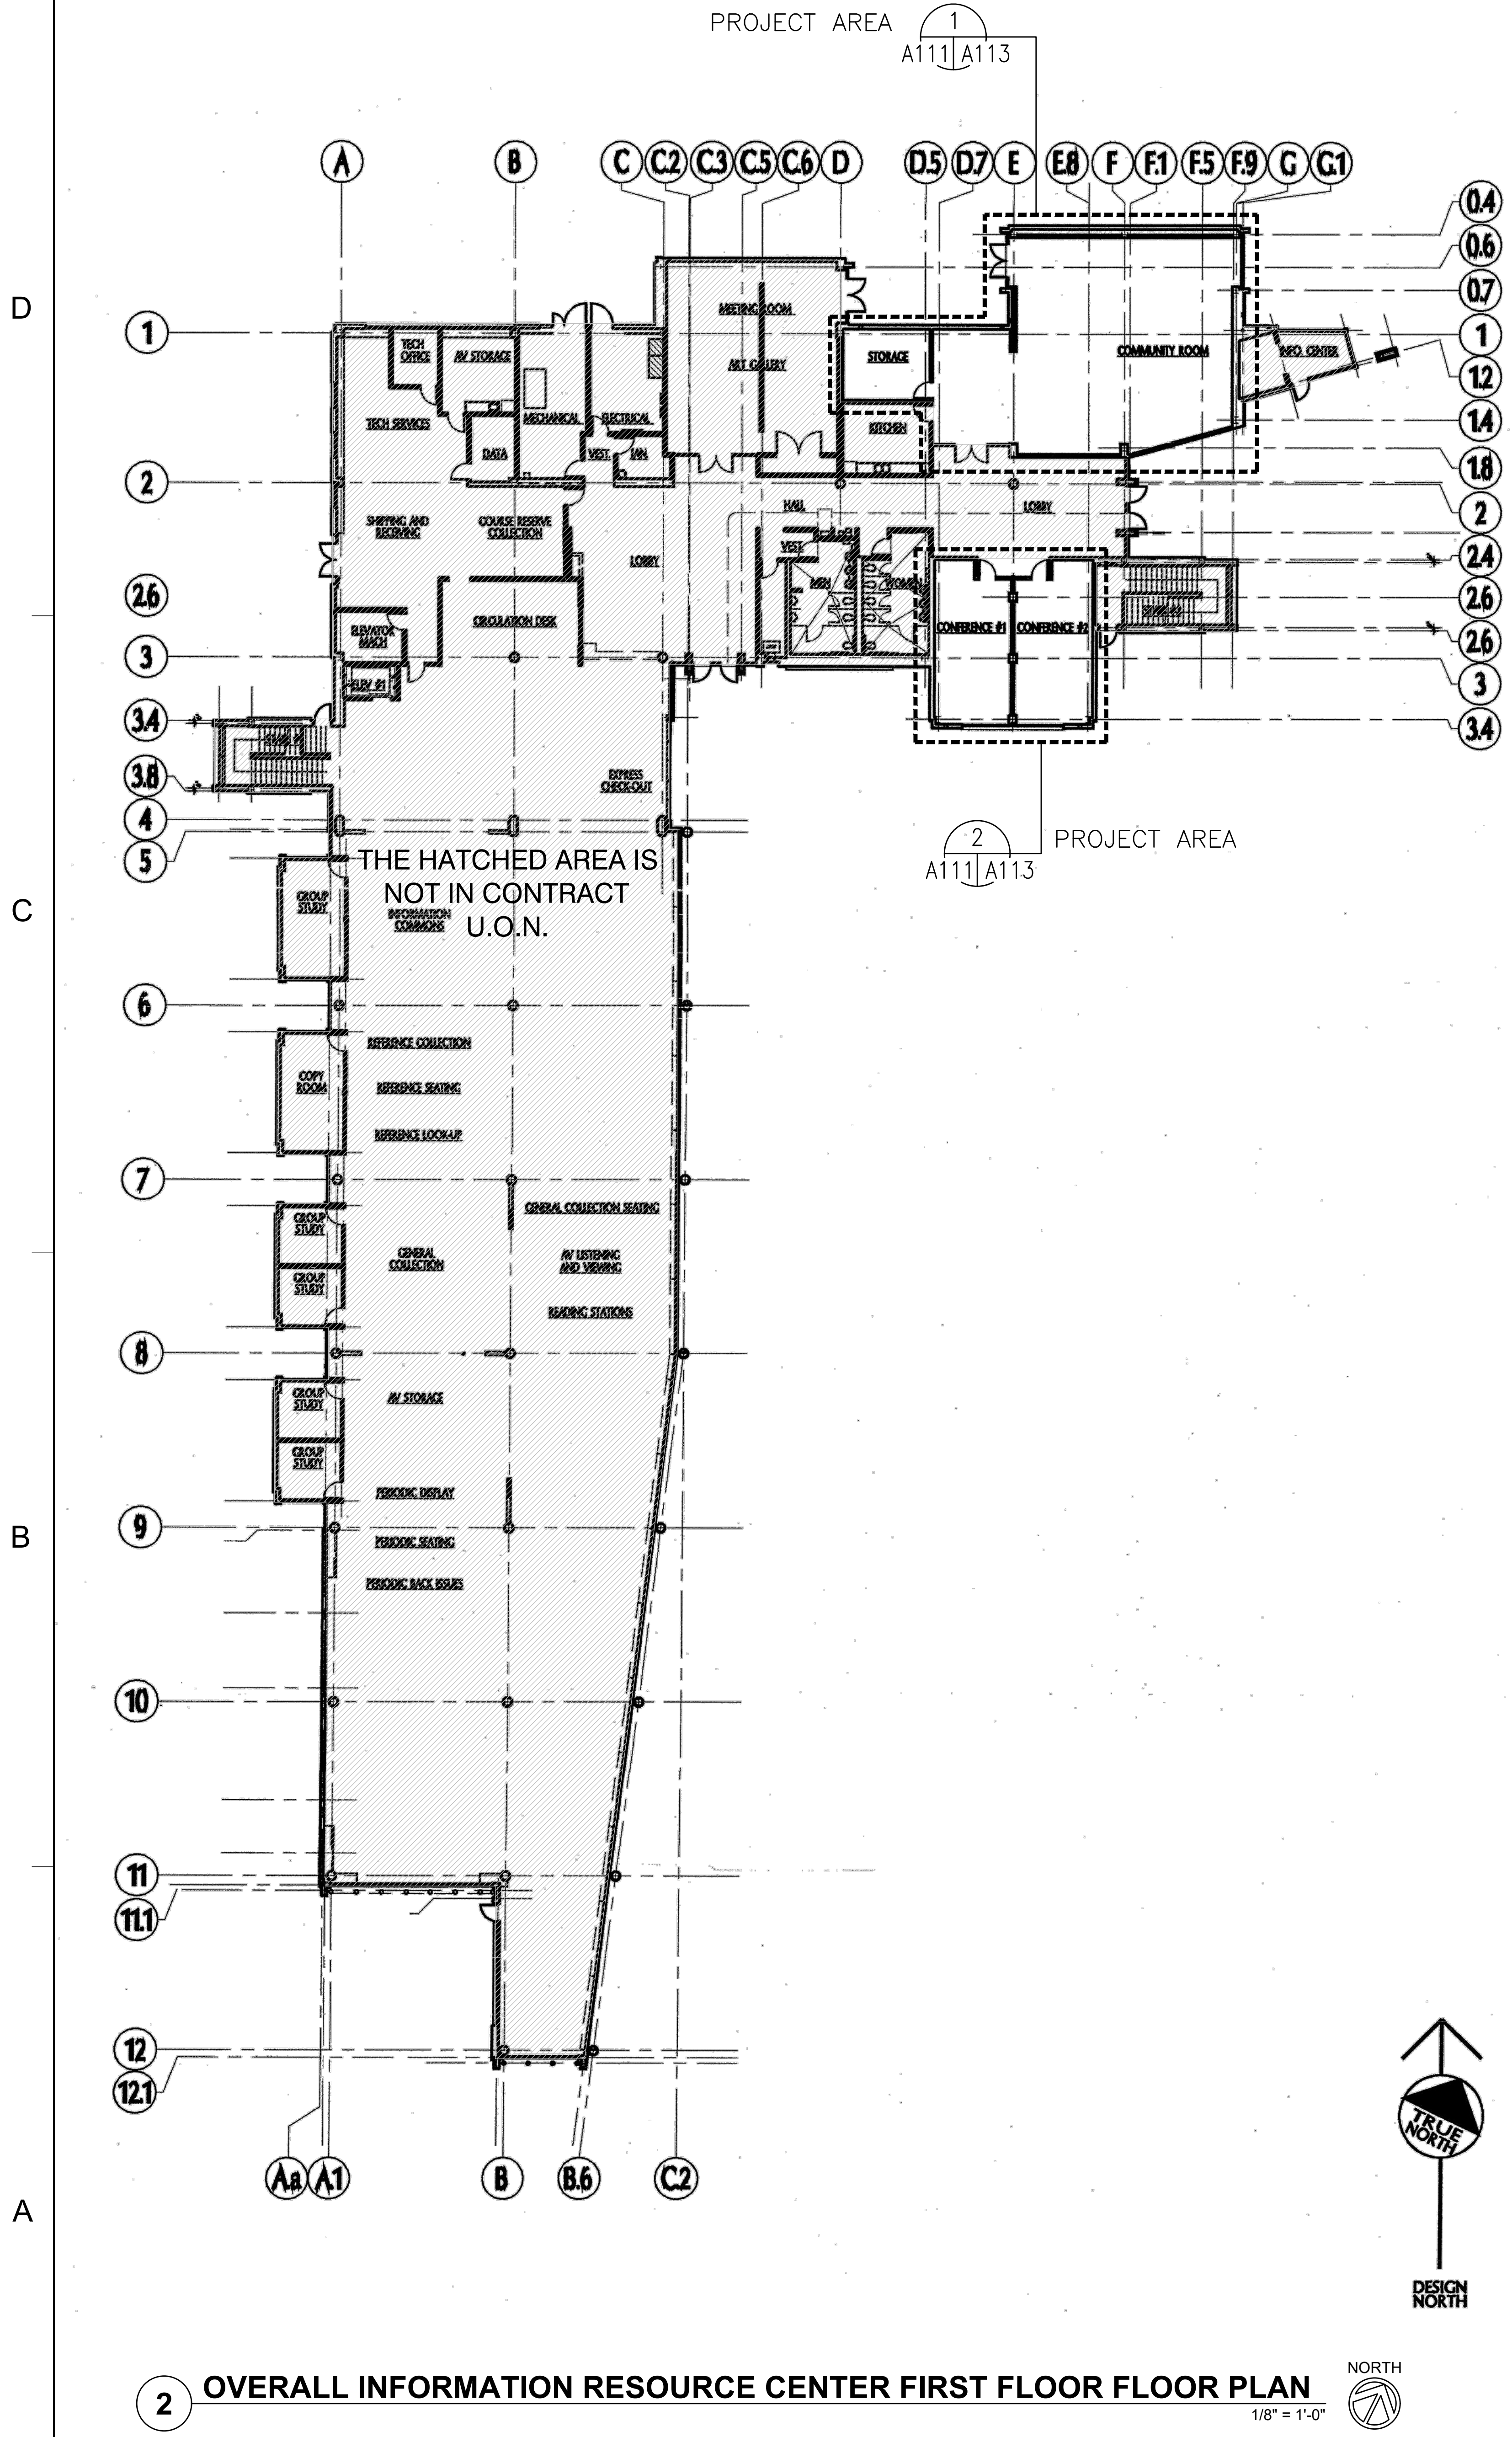 PROJECT AREA
1
A111 A113
A B C C.2 C.3 C.5 C.6 D D.5 D.7 E E.8 F F.1 F.5 F.9 G G.1
0.4
0.6
0.7
D
1
1
1.2
1.4
1.8
2
2
2.4
2.6
2.6
2.6
3
3
3.4
3.4
3.8
4
5
MEETING ROOM
ART GALLERY
TECH
OFFICE
AV STORAGE
STORAGE
COMMUNITY ROOM
INFO. CENTER
TECH SERVICES
MECHANICAL
ELECTRICAL
KITCHEN
DATA
VEST.
JAN.
HALL
LOBBY
SHIPPING AND
RECEIVING
COURSE RESERVE
COLLECTION
LOBBY
VEST.
MEN
WOMEN
CIRCULATION DESK
ELEVATOR
MACH
CONFERENCE #1
CONFERENCE #2
ELEV #1
EXPRESS
CHECK-OUT
2
A111 A113
PROJECT AREA
THE HATCHED AREA IS
NOT IN CONTRACT
U.O.N.
C
GROUP
STUDY
INFORMATION
COMMONS
6
REFERENCE COLLECTION
COPY
ROOM
REFERENCE SEATING
REFERENCE LOOK-UP
7
GROUP
STUDY
GENERAL COLLECTION SEATING
GENERAL
COLLECTION
AV LISTENING
AND VIEWING
GROUP
STUDY
READING STATIONS
8
GROUP
STUDY
AV STORAGE
GROUP
STUDY
PERIODIC DISPLAY
B
9
PERIODIC SEATING
PERIODIC BACK ISSUES
10
11
11.1
12
12.1
A.a A.1 B B.6 C.2
A
TRUE
NORTH
DESIGN
NORTH
2
OVERALL INFORMATION RESOURCE CENTER FIRST FLOOR FLOOR PLAN
1/8" = 1'-0"
NORTH